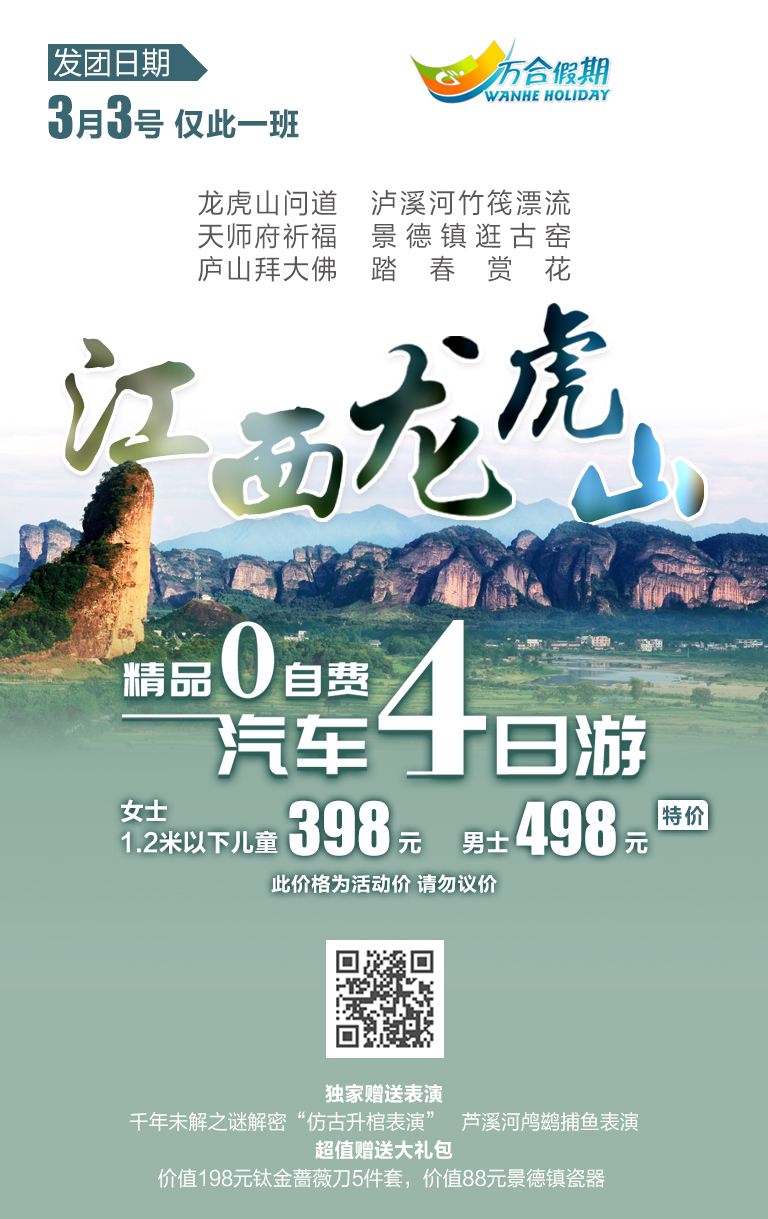 发团日期
3月3号 仅此一班
万合假期
WANHE HOLIDAY
龙虎山问道 泸溪河竹筏漂流
天师府祈福 景德镇逛古窑
庐山拜大佛 踏春赏花
江西龙虎山
精品0自费
汽车4日游
女士
1.2米以下儿童 398元 男士498元 特价
此价格为活动价 请勿议价
独家赠送表演
千年未解之谜解密“仿古升棺表演” 芦溪河鸬鹚捕鱼表演
超值赠送大礼包
价值198元钛金蔷薇刀5件套，价值88元景德镇瓷器